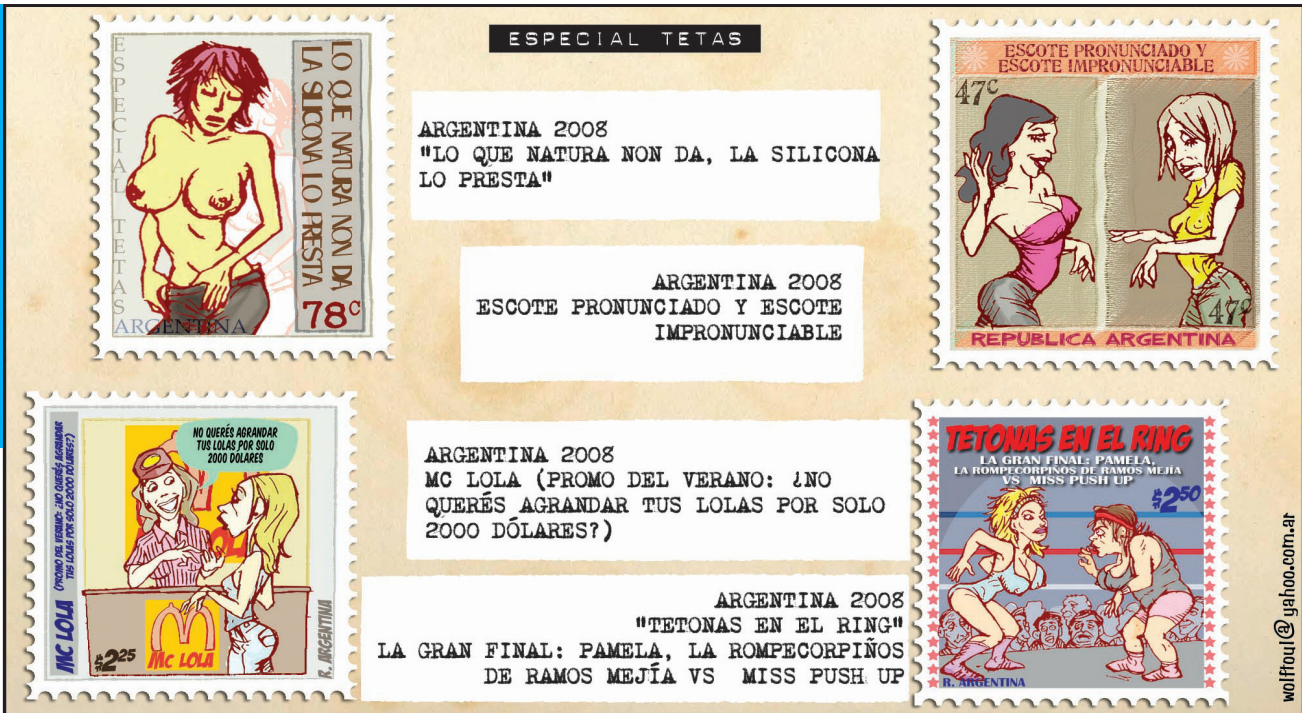 ESPECIAL TETAS
ESPECIAL TETAS
LO QUE NATURA NON DA
LA SILICONA LO PRESTA
78c
ARGENTINA
ARGENTINA 2008
"LO QUE NATURA NON DA, LA SILICONA
LO PRESTA"
ESCOTE PRONUNCIADO Y
ESCOTE IMPRONUNCIABLE
47c
47c
REPUBLICA ARGENTINA
ARGENTINA 2008
ESCOTE PRONUNCIADO Y ESCOTE
IMPRONUNCIABLE
MC LOLA (PROMO DEL VERANO: ¿NO QUERÉS AGRANDAR
TUS LOLAS POR SOLO 2000 DOLARES?)
NO QUERÉS AGRANDAR
TUS LOLAS POR SOLO
2000 DOLARES
MC LOLA
225
R. ARGENTINA
ARGENTINA 2008
MC LOLA (PROMO DEL VERANO: ¿NO
QUERÉS AGRANDAR TUS LOLAS POR SOLO
2000 DÓLARES?)
TETONAS EN EL RING
LA GRAN FINAL: PAMELA,
LA ROMPECORPIÑOS DE RAMOS MEJÍA
VS MISS PUSH UP
250
R. ARGENTINA
ARGENTINA 2008
"TETONAS EN EL RING"
LA GRAN FINAL: PAMELA, LA ROMPECORPIÑOS
DE RAMOS MEJÍA VS MISS PUSH UP
wolffoyl@yahoo.com.ar